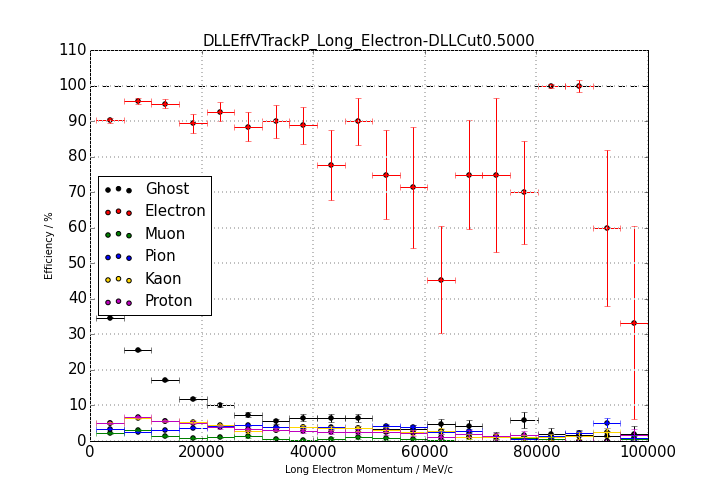 DLLEffVTrackP_Long_Electron-DLLCut0.5000
110
100
90
80
70
60
50
40
30
20
10
0
Efficiency / %
Ghost
Electron
Muon
Pion
Kaon
Proton
0
20000
40000
60000
80000
100000
Long Electron Momentum / MeV/c